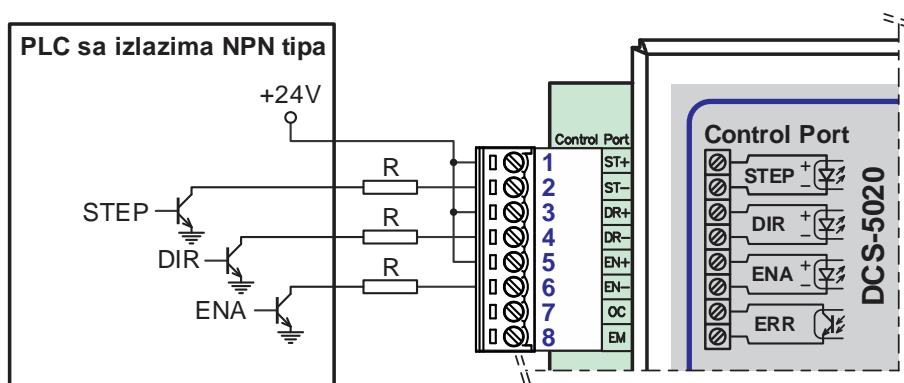 PLC sa izlazima NPN tipa
+24V
STEP
DIR
ENA
R
R
R
Control Port
1 ST+
2 ST–
3 DR+
4 DR–
5 EN+
6 EN–
7 OC
8 EM
Control Port
STEP + –
DIR + –
ENA + –
ERR
DCS-5020